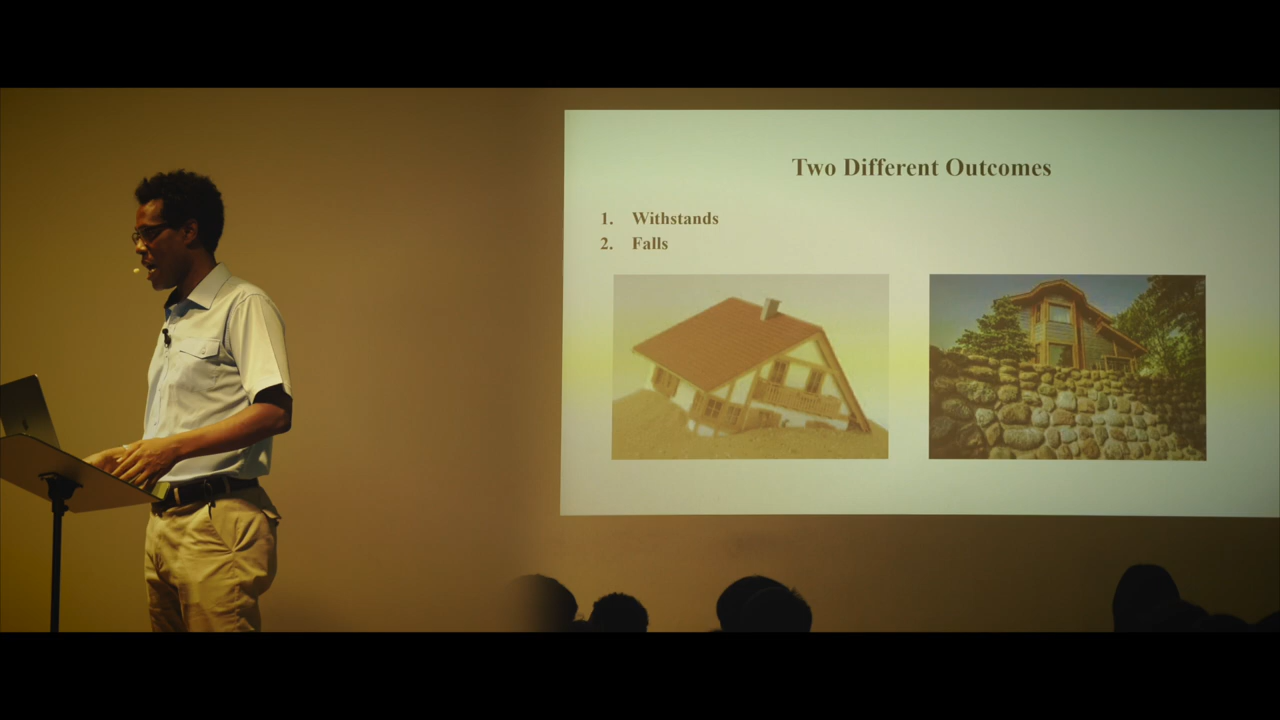 Two Different Outcomes
1. Withstands
2. Falls